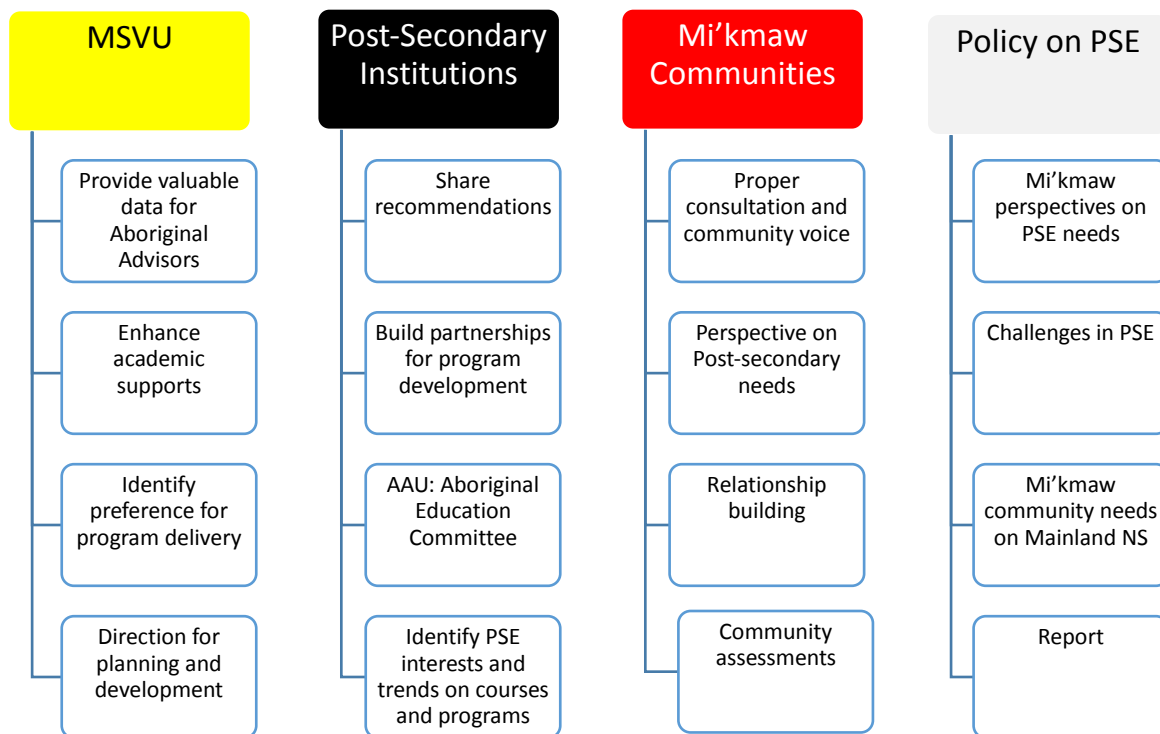 MSVU
Provide valuable
data for
Aboriginal
Advisors
Enhance
academic
supports
Identify
preference for
program delivery
Direction for
planning and
development
Post-Secondary
Institutions
Share
recommendations
Build partnerships
for program
development
AAU: Aboriginal
Education
Committee
Identify PSE
interests and
trends on courses
and programs
Mi’kmaw
Communities
Proper
consultation and
community voice
Perspective on
Post-secondary
needs
Relationship
building
Community
assessments
Policy on PSE
Mi’kmaw
perspectives on
PSE needs
Challenges in PSE
Mi’kmaw
community needs
on Mainland NS
Report